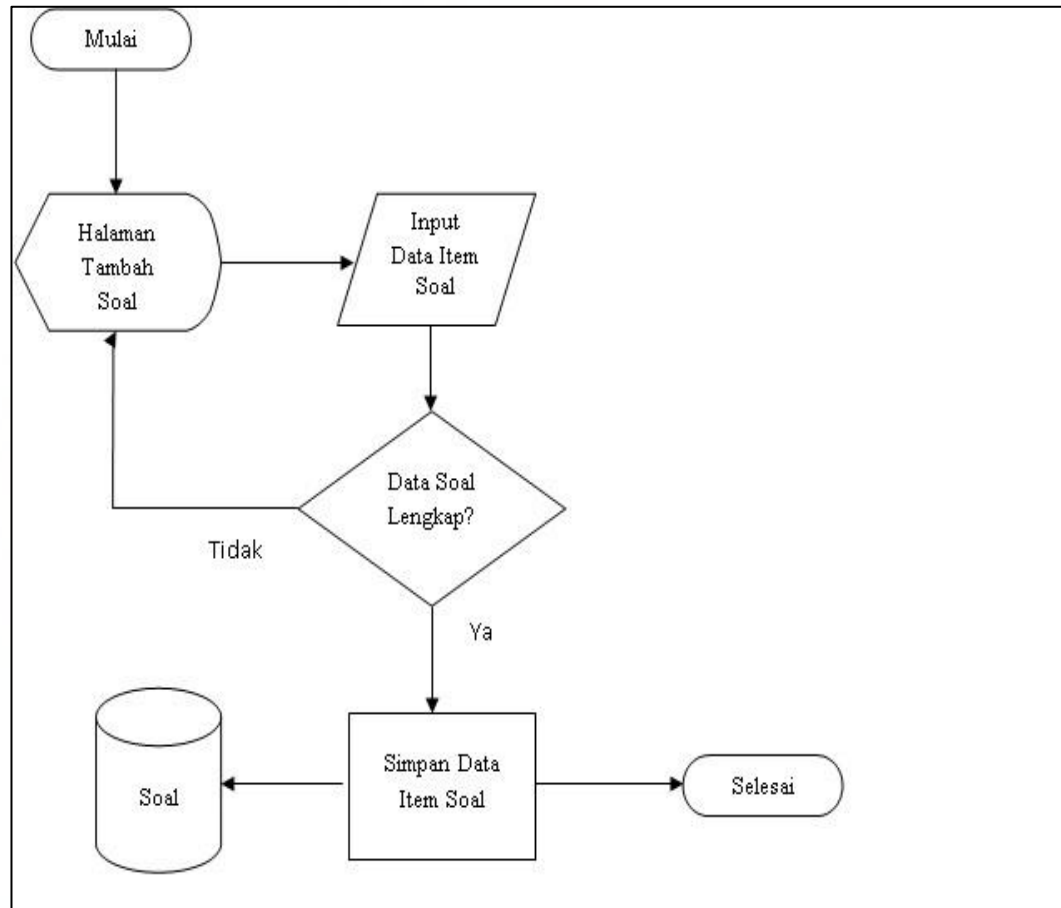 Mulai
Halaman
Tambah
Soal
Input
Data Item
Soal
Data Soal
Lengkap?
Tidak
Ya
Soal
Simpan Data
Item Soal
Selesai